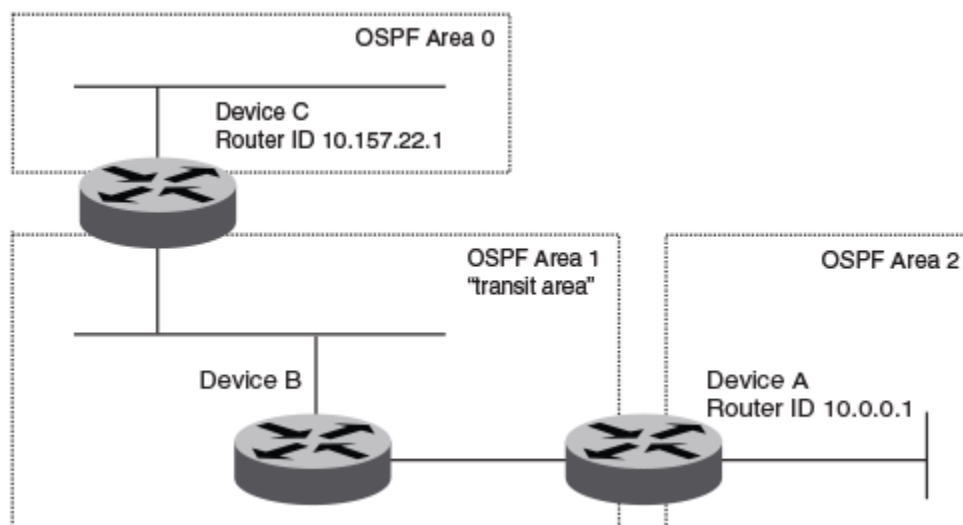 OSPF Area 0
Device C
Router ID 10.157.22.1
OSPF Area 1
“transit area”
OSPF Area 2
Device B
Device A
Router ID 10.0.0.1